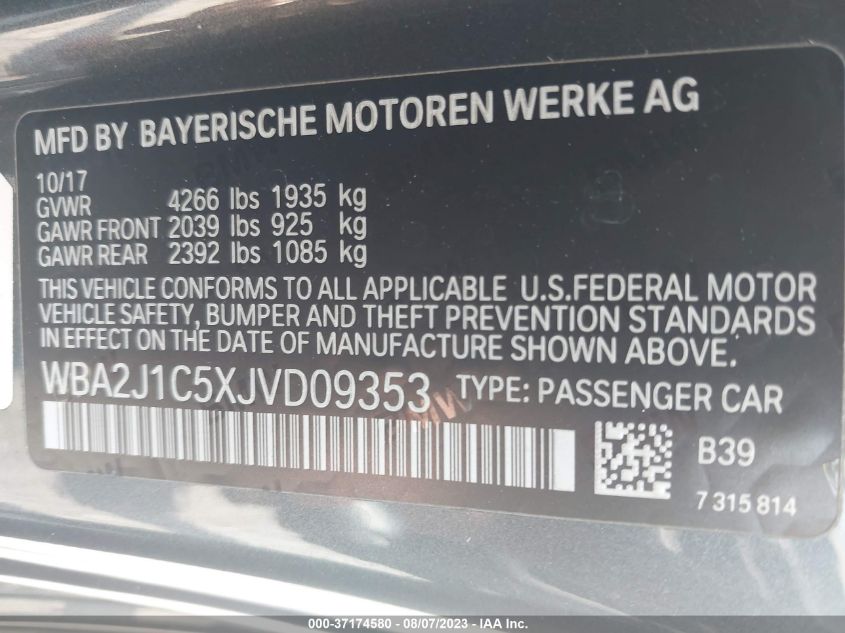 MFD BY BAYERISCHE MOTOREN WERKE AG
10/17
GVWR 4266 lbs 1935 kg
GAWR FRONT 2039 lbs 925 kg
GAWR REAR 2392 lbs 1085 kg
THIS VEHICLE CONFORMS TO ALL APPLICABLE U.S.FEDERAL MOTOR
VEHICLE SAFETY, BUMPER AND THEFT PREVENTION STANDARDS
IN EFFECT ON THE DATE OF MANUFACTURE SHOWN ABOVE.
WBA2J1C5XJVD09353 TYPE: PASSENGER CAR
B39
7 315 814
000-37174580 - 08/07/2023 - IAA Inc.